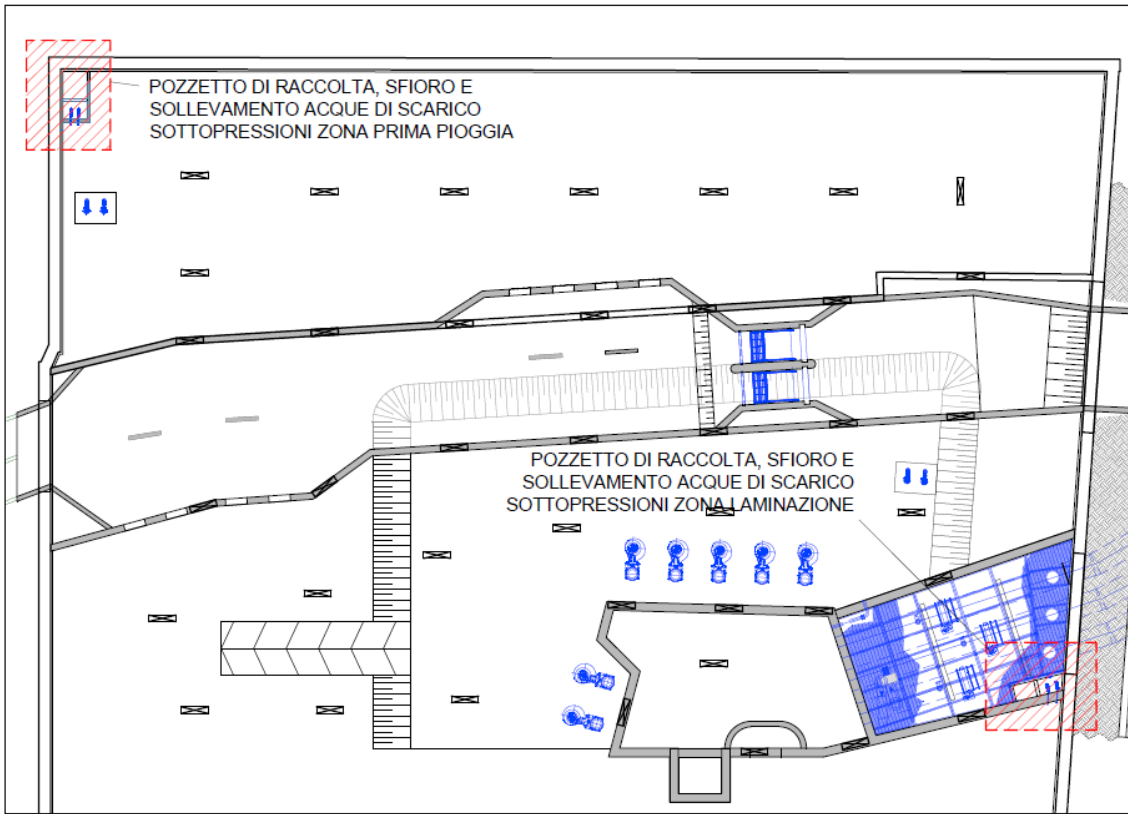 POZZETTO DI RACCOLTA, SFIORO E
SOLLEVAMENTO ACQUE DI SCARICO
SOTTOPRESSIONI ZONA PRIMA PIOGGIA
POZZETTO DI RACCOLTA, SFIORO E
SOLLEVAMENTO ACQUE DI SCARICO
SOTTOPRESSIONI ZONA LAMINAZIONE